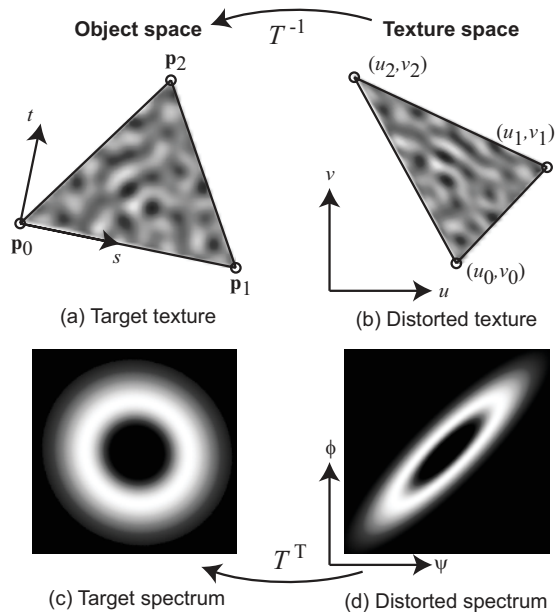 Object space
T⁻¹
Texture space
p₂
(u₂,v₂)
t
(u₁,v₁)
v
p₀
s
p₁
(u₀,v₀)
u
(a) Target texture
(b) Distorted texture
ϕ
Tᵀ
ψ
(c) Target spectrum
(d) Distorted spectrum